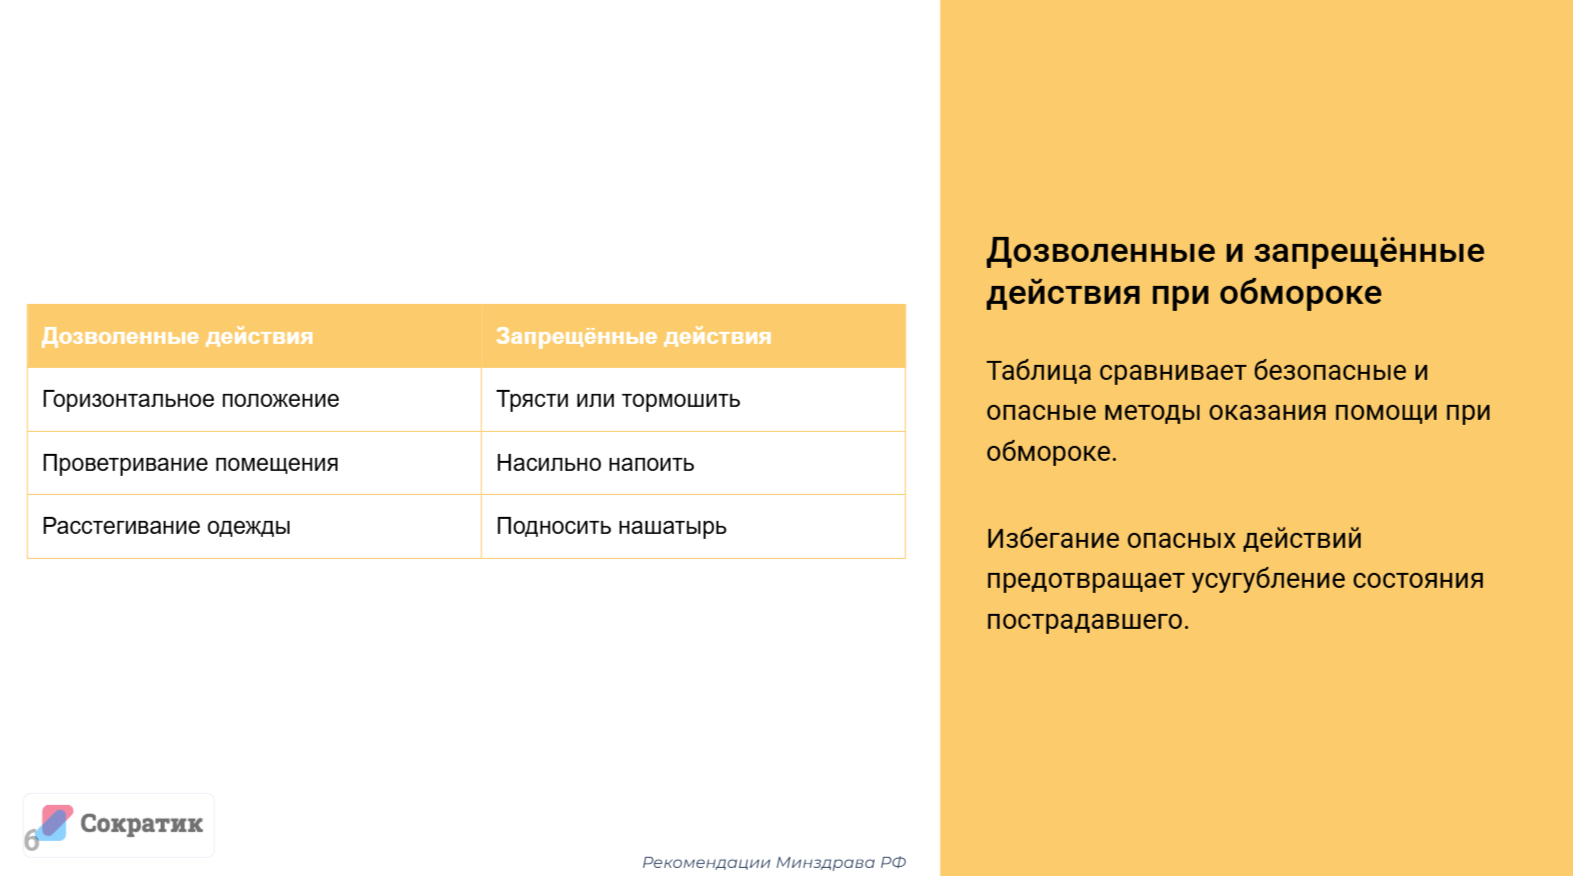 Дозволенные действия
Запрещённые действия
Горизонтальное положение
Трясти или тормошить
Проветривание помещения
Насильно напоить
Расстегивание одежды
Подносить нашатырь
Дозволенные и запрещённые
действия при обмороке
Таблица сравнивает безопасные и
опасные методы оказания помощи при
обмороке.
Избегание опасных действий
предотвращает усугубление состояния
пострадавшего.
6
Сократик
Рекомендации Минздрава РФ